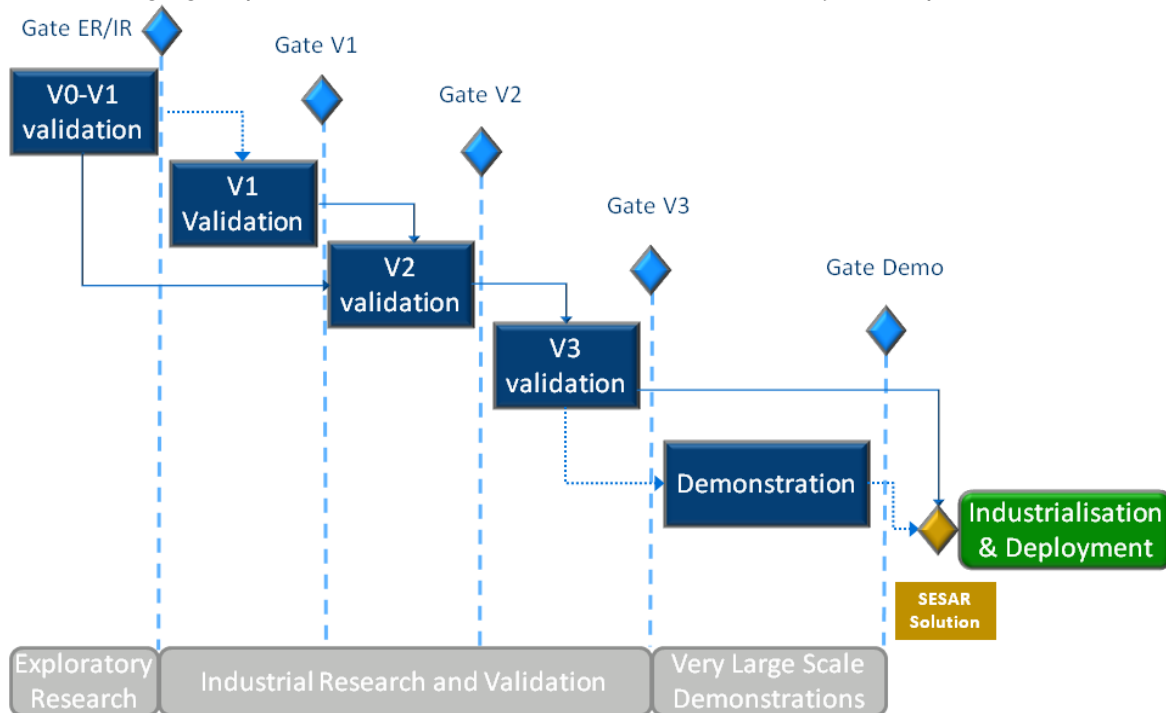 Gate ER/IR
Gate V1
V0-V1
validation
Gate V2
V1
Validation
Gate V3
V2
validation
Gate Demo
V3
validation
Demonstration
Industrialisation
& Deployment
SESAR
Solution
Exploratory
Research
Industrial Research and Validation
Very Large Scale
Demonstrations